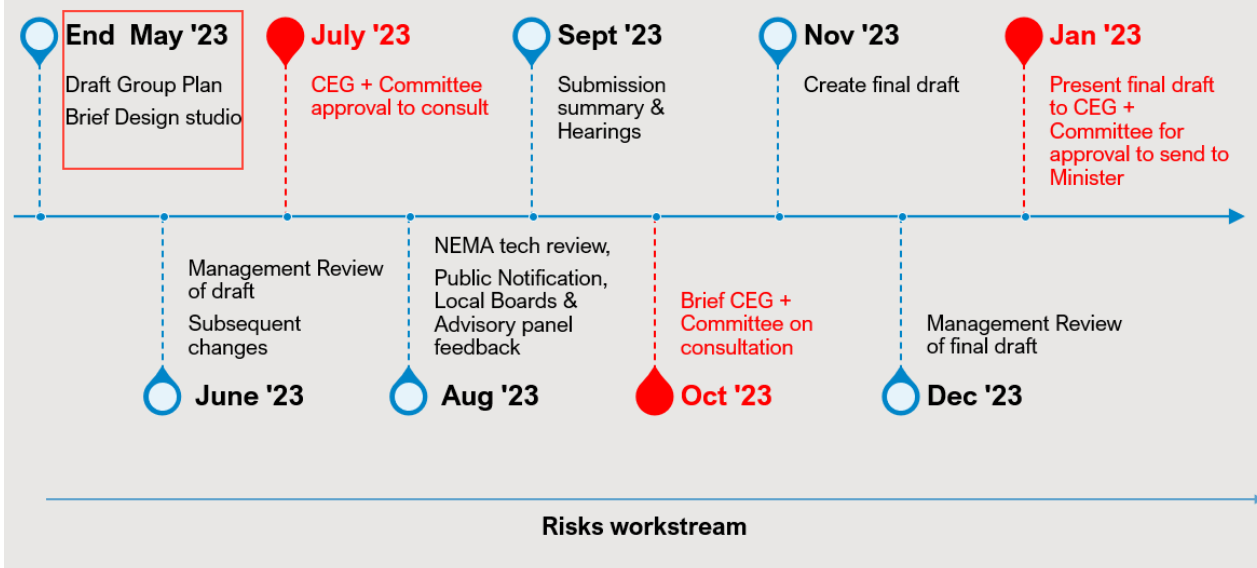 End  May '23
Draft Group Plan
Brief Design studio
July '23
CEG + Committee
approval to consult
Sept '23
Submission
summary &
Hearings
Nov '23
Create final draft
Jan '23
Present final draft
to CEG +
Committee for
approval to send to
Minister
Management Review
of draft
Subsequent
changes
June '23
NEMA tech review,
Public Notification,
Local Boards &
Advisory panel
feedback
Aug '23
Brief CEG +
Committee on
consultation
Oct '23
Management Review
of final draft
Dec '23
Risks workstream